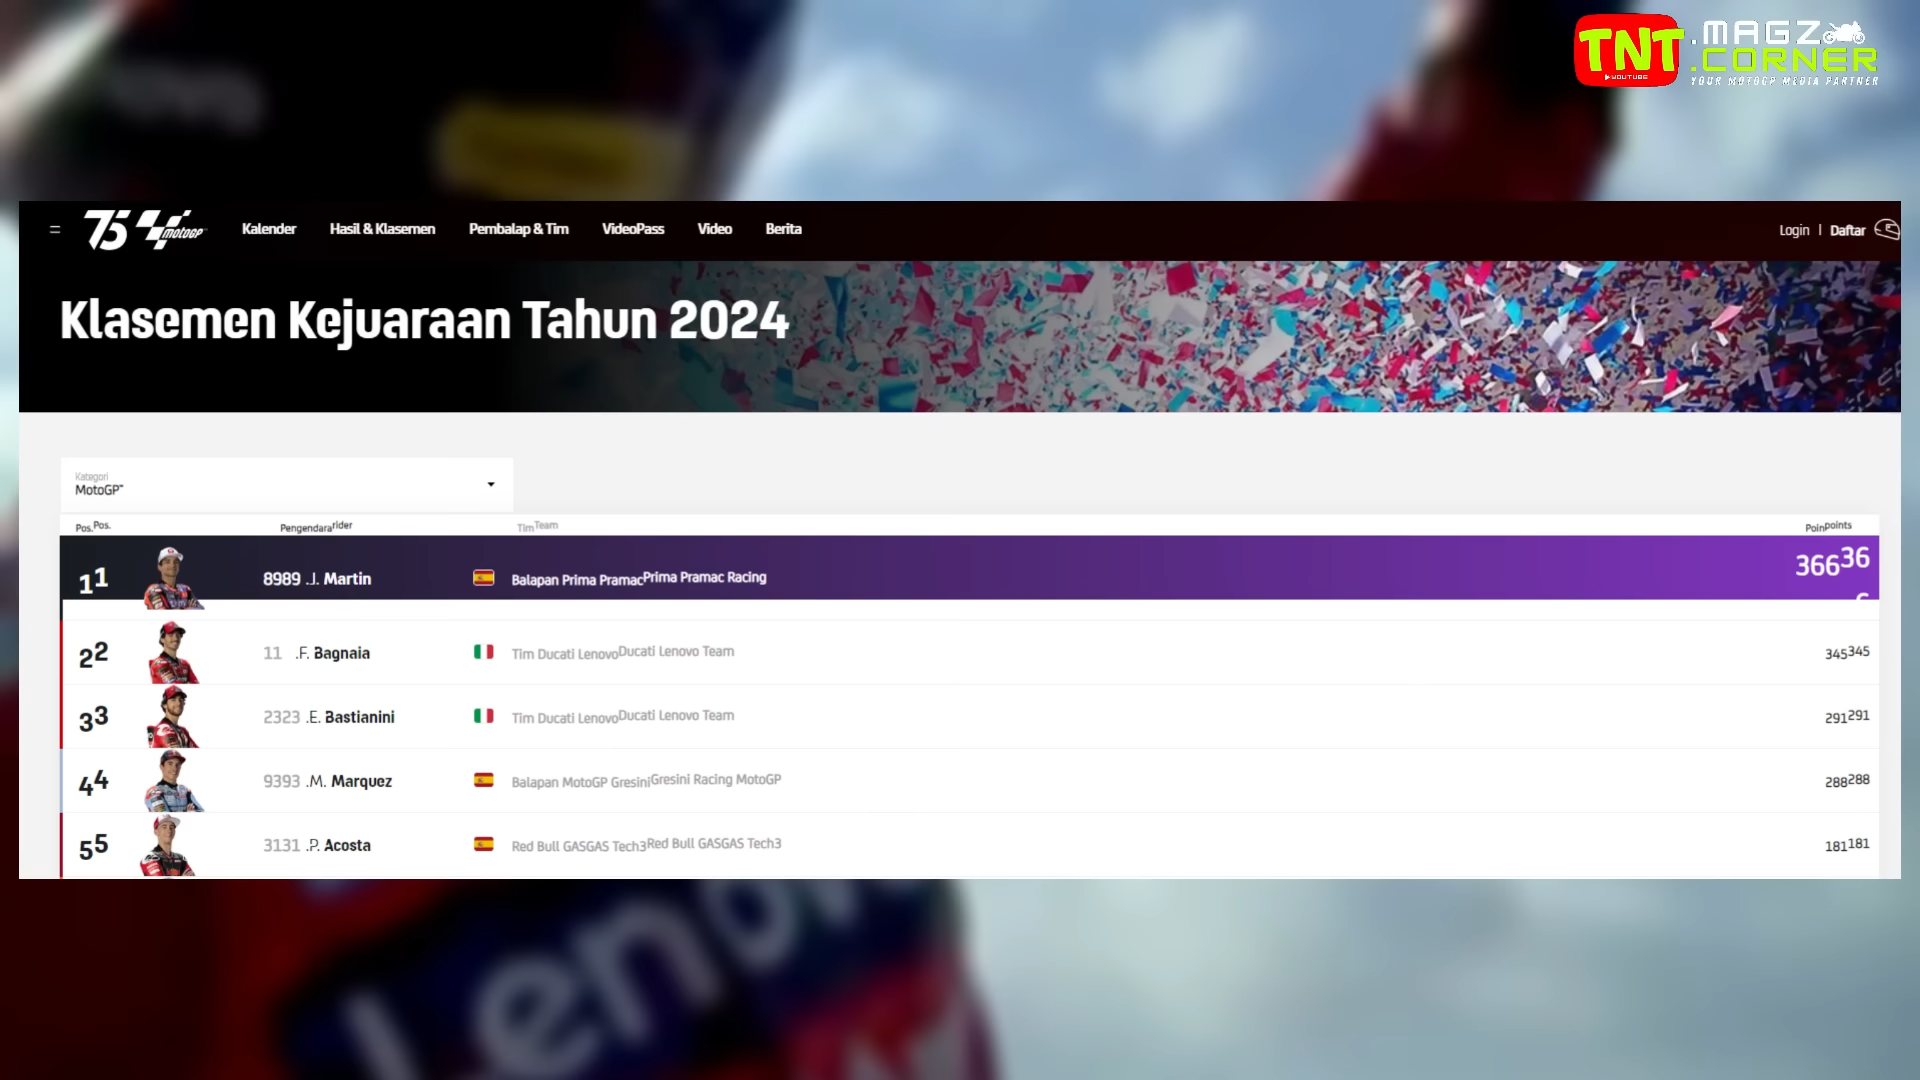 TNT .MAGZ
.CORNER
YOUTUBE
YOUR MOTOGP MEDIA PARTNER
75 MotoGP Kalender Hasil & Klasemen Pembalap & Tim VideoPass Video Berita Login | Daftar
Klasemen Kejuaraan Tahun 2024
Kategori
MotoGP™
Pos.Pos. Pengendararider TimTeam Poinpoints
11 8989 .J. Martin Balapan Prima PramacPrima Pramac Racing 36636
22 11 .F. Bagnaia Tim Ducati LenovoDucati Lenovo Team 345345
33 2323 .E. Bastianini Tim Ducati LenovoDucati Lenovo Team 291291
44 9393 .M. Marquez Balapan MotoGP GresiniGresini Racing MotoGP 288288
55 3131 .P. Acosta Red Bull GASGAS Tech3Red Bull GASGAS Tech3 181181
Lenovo